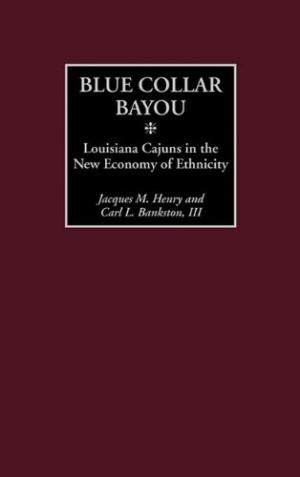 BLUE COLLAR
BAYOU
Louisiana Cajuns in the
New Economy of Ethnicity
Jacques M. Henry and
Carl L. Bankston, III